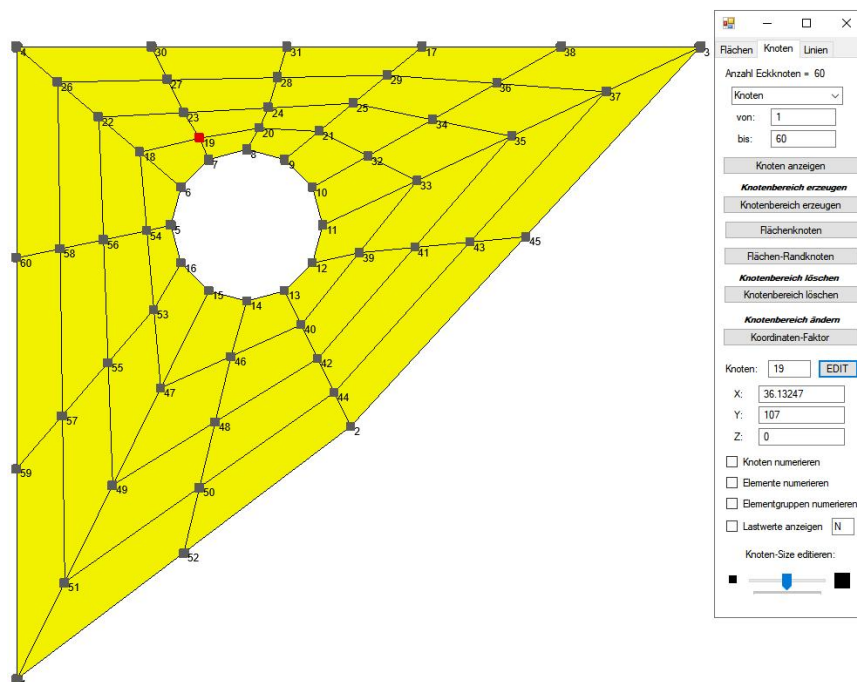 4 30 31 17 38 3
26 27 28 29 36 37
22 23 24 25 34 35
18 19 20 21 32 33
7 8 9
6 10
5 11
54 56 58 60
16 12 39 41 43 45
15 14 13
53 40
55 46 42
47 44
57 48 2
59 49 50
51 52
Flächen Knoten Linien
Anzahl Eckknoten = 60
Knoten
von: 1
bis: 60
Knoten anzeigen
Knotenbereich erzeugen
Knotenbereich erzeugen
Flächenknoten
Flächen-Randknoten
Knotenbereich löschen
Knotenbereich löschen
Knotenbereich ändern
Koordinaten-Faktor
Knoten: 19 EDIT
X: 36.13247
Y: 107
Z: 0
Knoten numerieren
Elemente numerieren
Elementgruppen numerieren
Lastwerte anzeigen N
Knoten-Size editieren: